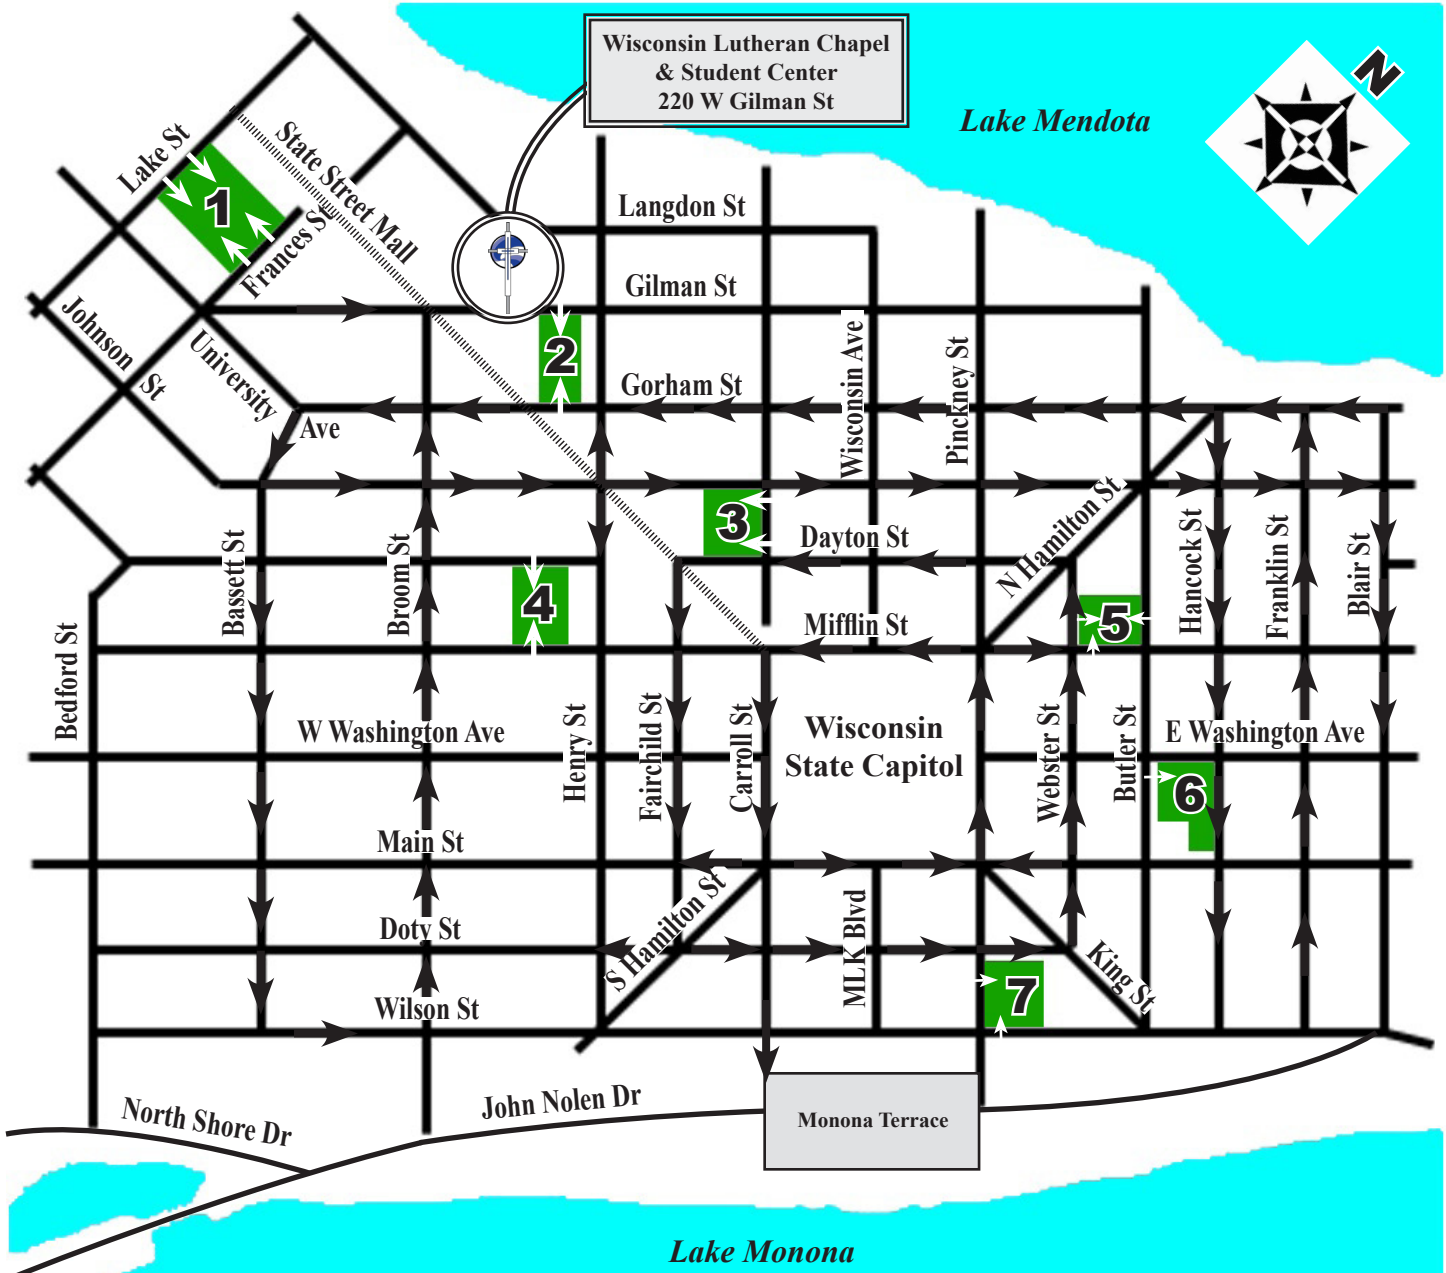 Wisconsin Lutheran Chapel
& Student Center
220 W Gilman St
Lake Mendota
N
Lake St
1
State Street Mall
Frances St
Langdon St
Gilman St
Johnson St
University Ave
2
Gorham St
Wisconsin Ave
Pinckney St
3
Dayton St
N Hamilton St
Bassett St
Broom St
4
Hancock St
Franklin St
Blair St
Bedford St
Mifflin St
5
W Washington Ave
Henry St
Fairchild St
Carroll St
Wisconsin
State Capitol
Webster St
Butler St
E Washington Ave
6
Main St
Doty St
S Hamilton St
MLK Blvd
King St
7
Wilson St
North Shore Dr
John Nolen Dr
Monona Terrace
Lake Monona